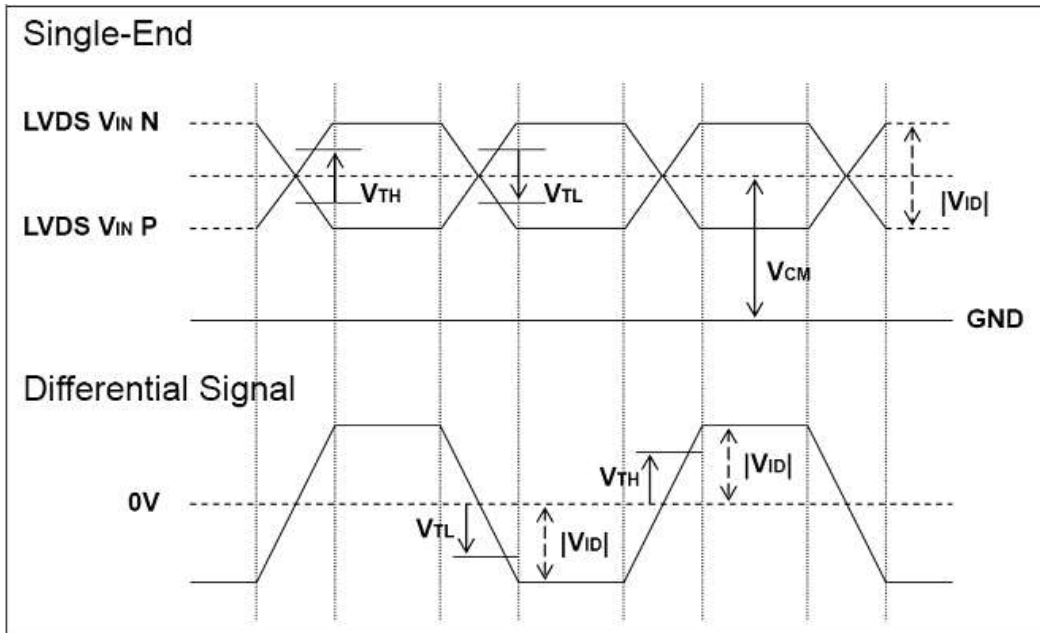 Single-End
LVDS VIN N
VTH
VTL
|VID|
LVDS VIN P
VCM
GND
Differential Signal
VTH
|VID|
0V
VTL
|VID|